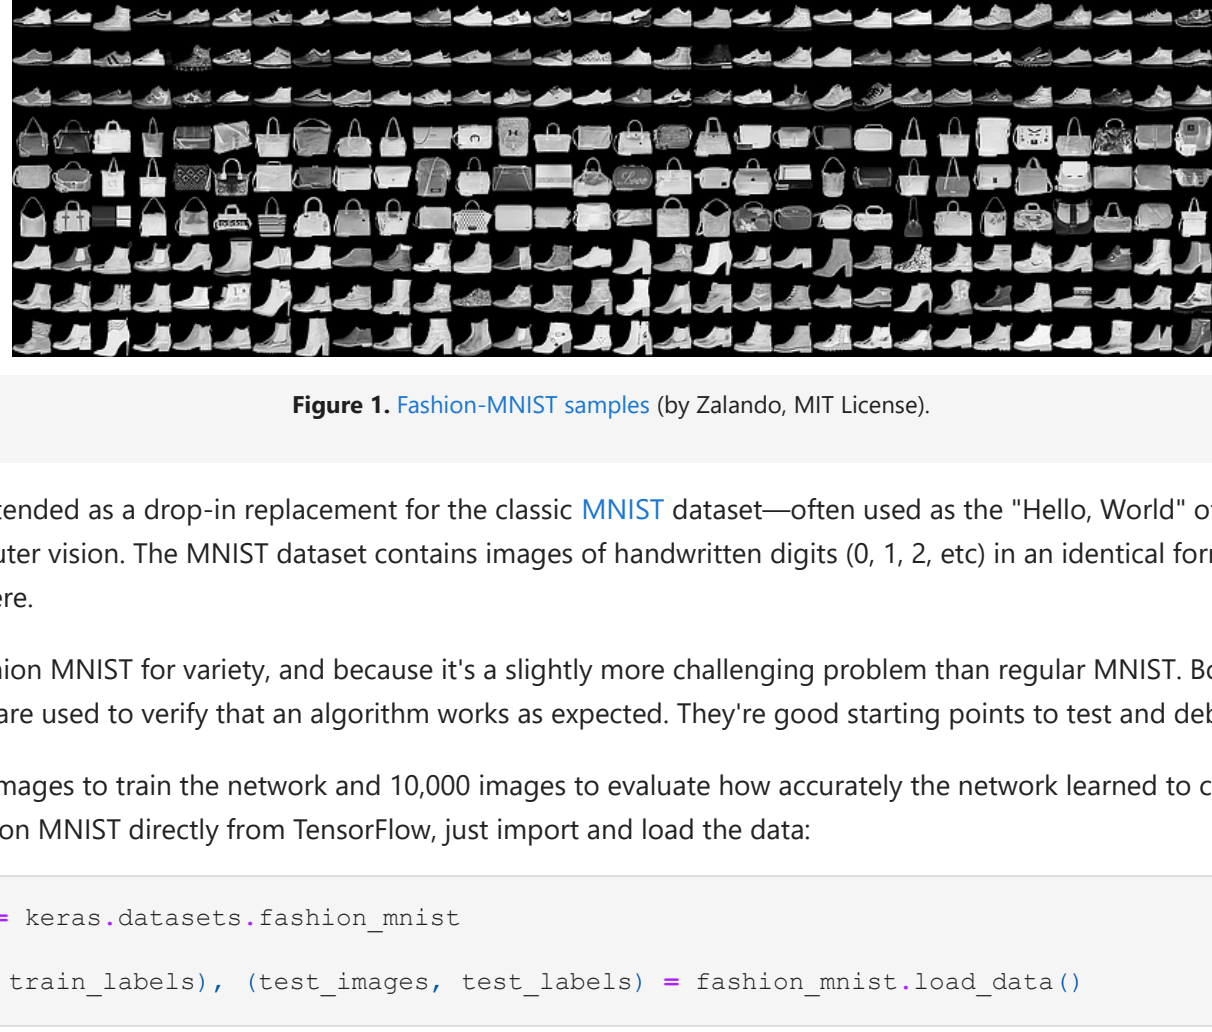 Figure 1. Fashion-MNIST samples (by Zalando, MIT License).
tended as a drop-in replacement for the classic MNIST dataset—often used as the "Hello, World" o
uter vision. The MNIST dataset contains images of handwritten digits (0, 1, 2, etc) in an identical for
ere.
hion MNIST for variety, and because it's a slightly more challenging problem than regular MNIST. Bo
are used to verify that an algorithm works as expected. They're good starting points to test and deb
mages to train the network and 10,000 images to evaluate how accurately the network learned to c
on MNIST directly from TensorFlow, just import and load the data:
= keras.datasets.fashion_mnist
train_labels), (test_images, test_labels) = fashion_mnist.load_data()